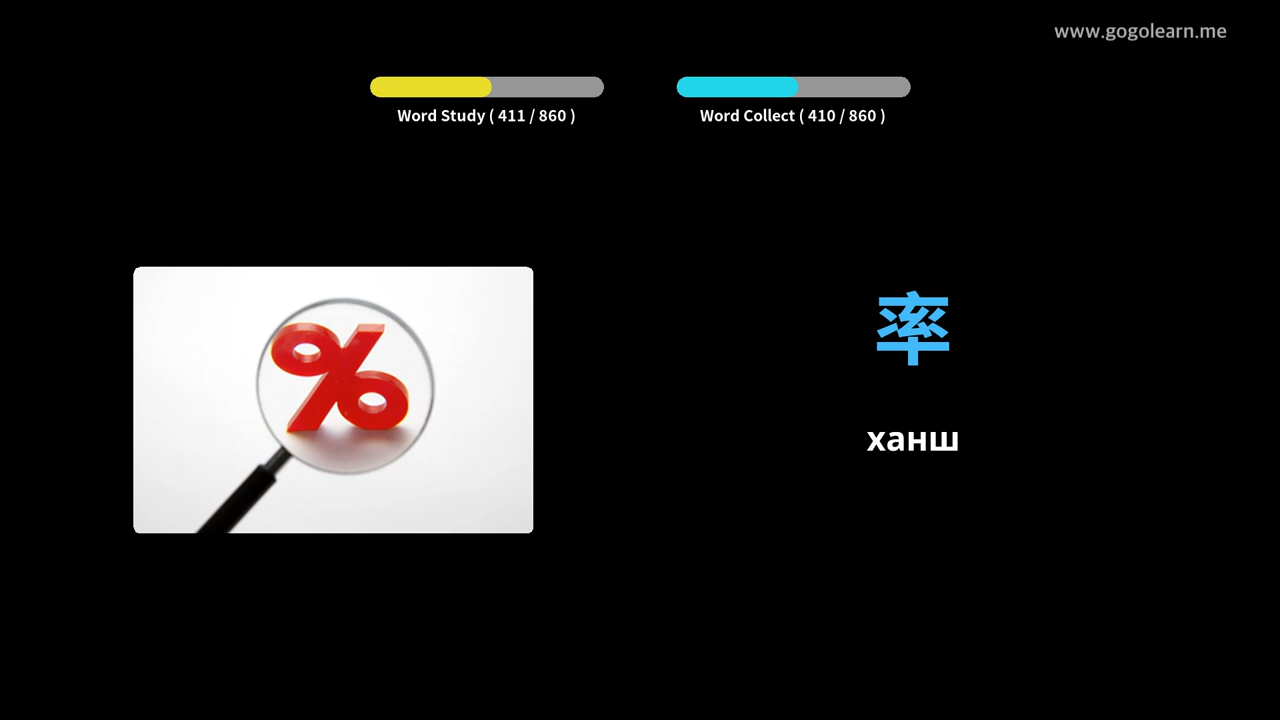 www.gogolearn.me
Word Study ( 411 / 860 )
Word Collect ( 410 / 860 )
%
率
ханш